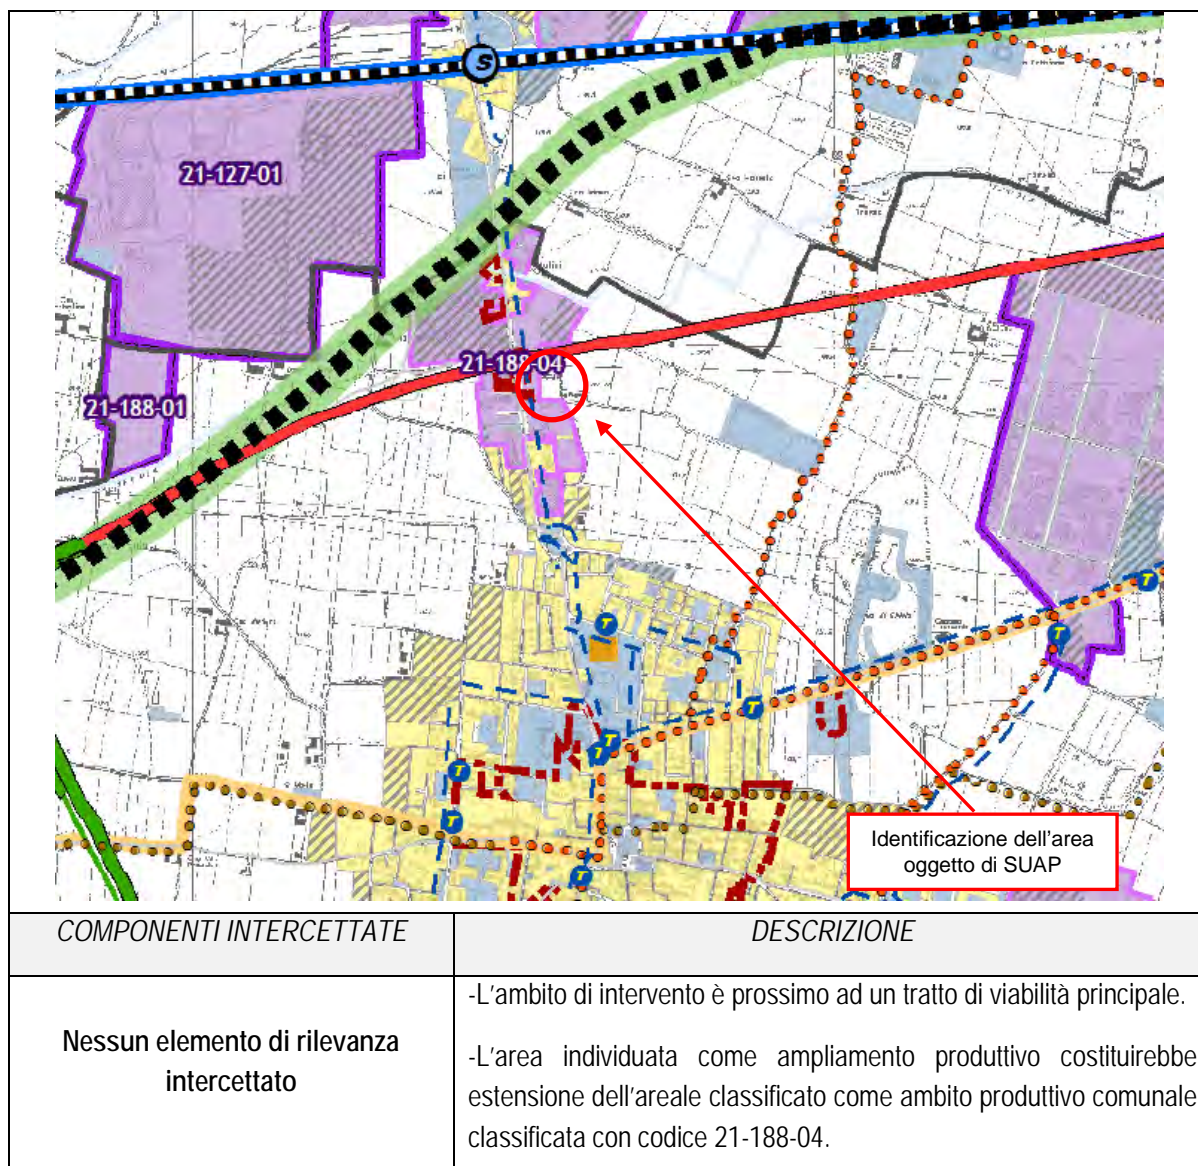 S
21-127-01
21-188-04
21-188-01
T
T
T
T
T
T
T
T
T
Identificazione dell'area
oggetto di SUAP
COMPONENTI INTERCETTATE
DESCRIZIONE
Nessun elemento di rilevanza
intercettato
-L'ambito di intervento è prossimo ad un tratto di viabilità principale.
-L'area individuata come ampliamento produttivo costituirebbe
estensione dell'areale classificato come ambito produttivo comunale
classificata con codice 21-188-04.